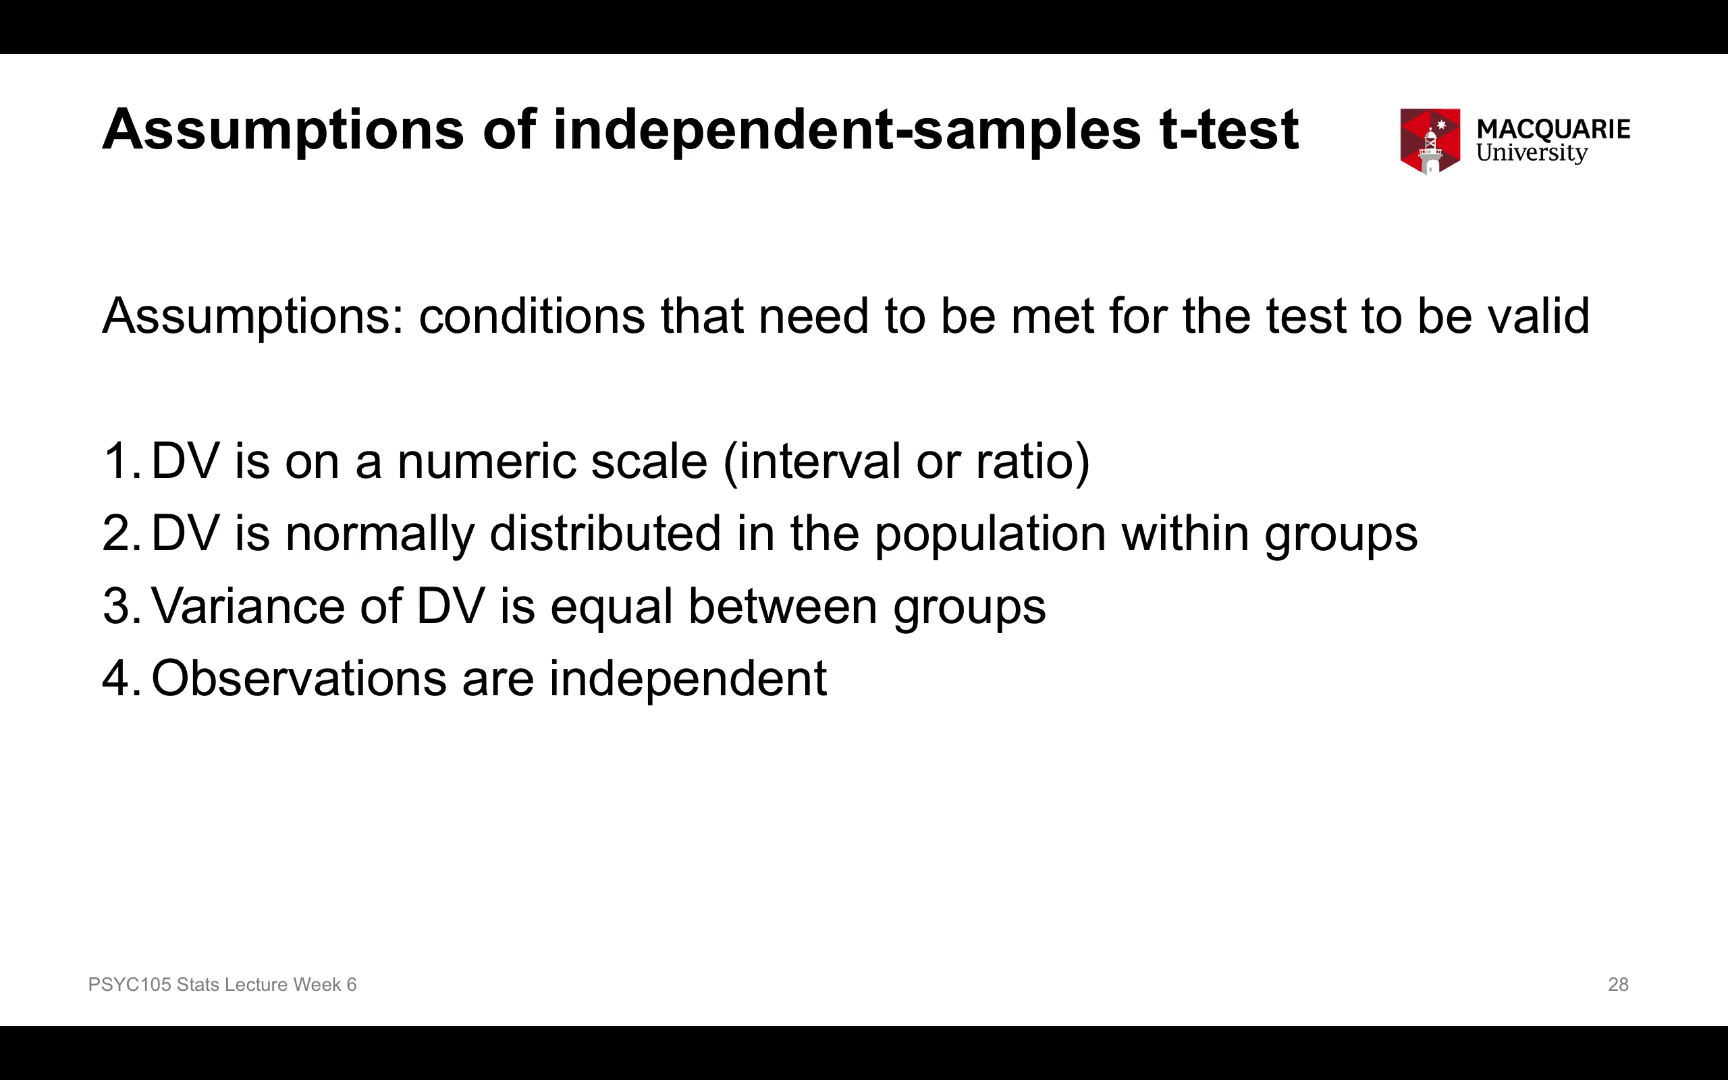 Assumptions of independent-samples t-test
MACQUARIE
University
Assumptions: conditions that need to be met for the test to be valid
1. DV is on a numeric scale (interval or ratio)
2. DV is normally distributed in the population within groups
3. Variance of DV is equal between groups
4. Observations are independent
PSYC105 Stats Lecture Week 6
28